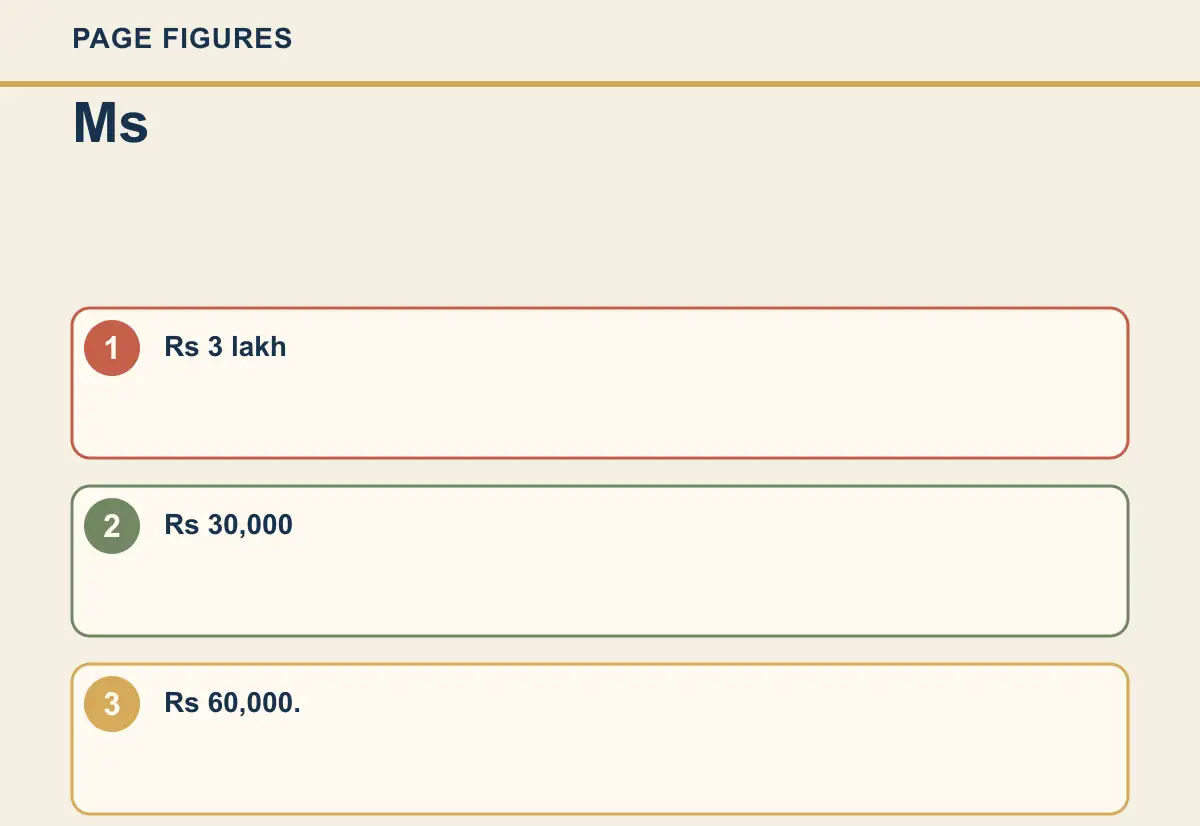 PAGE FIGURES
Ms
1 Rs 3 lakh
2 Rs 30,000
3 Rs 60,000.